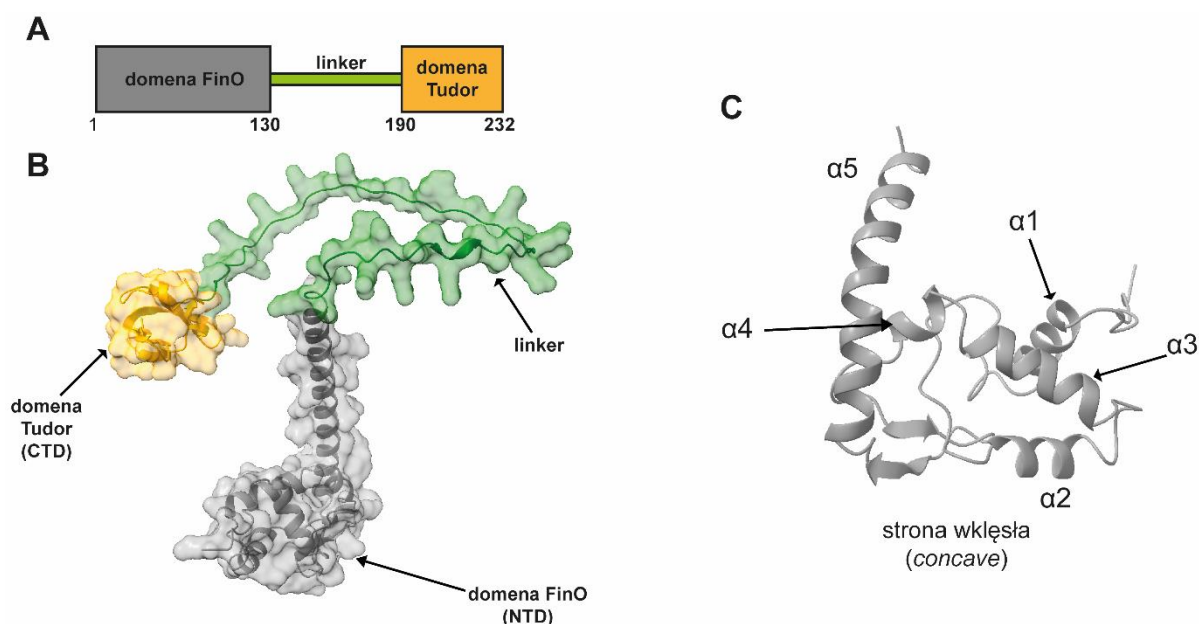 A
domena FinO
linker
domena
Tudor
1
130
190
232
B
linker
domena
Tudor
(CTD)
domena FinO
(NTD)
C
α5
α1
α4
α3
α2
strona wklęsła
(concave)